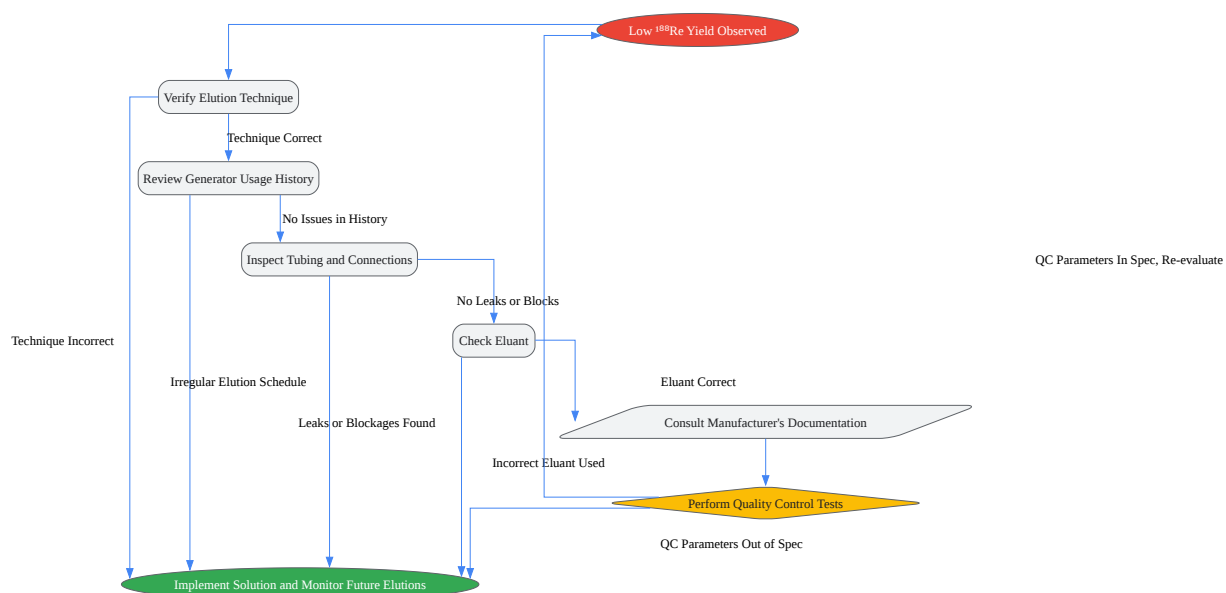 Low ¹⁸⁸Re Yield Observed
Verify Elution Technique
Technique Correct
Review Generator Usage History
No Issues in History
Inspect Tubing and Connections
QC Parameters In Spec, Re-evaluate
No Leaks or Blocks
Technique Incorrect
Check Eluant
Irregular Elution Schedule
Eluant Correct
Leaks or Blockages Found
Consult Manufacturer's Documentation
Incorrect Eluant Used
Perform Quality Control Tests
QC Parameters Out of Spec
Implement Solution and Monitor Future Elutions